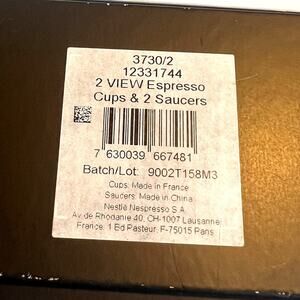 3730/2
12331744
2 VIEW Espresso
Cups & 2 Saucers
7 630039 667481
Batch/Lot: 9002T158M3
Cups: Made in France
Saucers: Made in China
Nestlé Nespresso S.A.
Av. de Rhodanie 40, CH-1007 Lausanne
France: 1 Bd Pasteur, F-75015 Paris